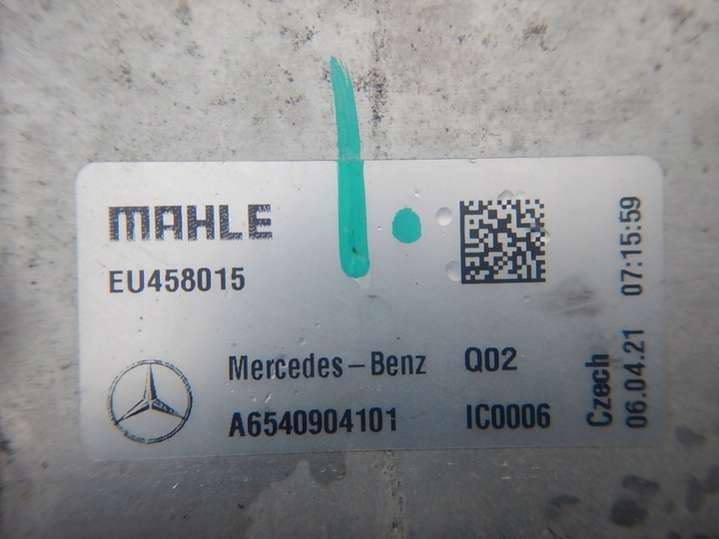 MAHLE
EU458015
Mercedes-Benz Q02
A6540904101 IC0006
Czech
06.04.21 07:15:59